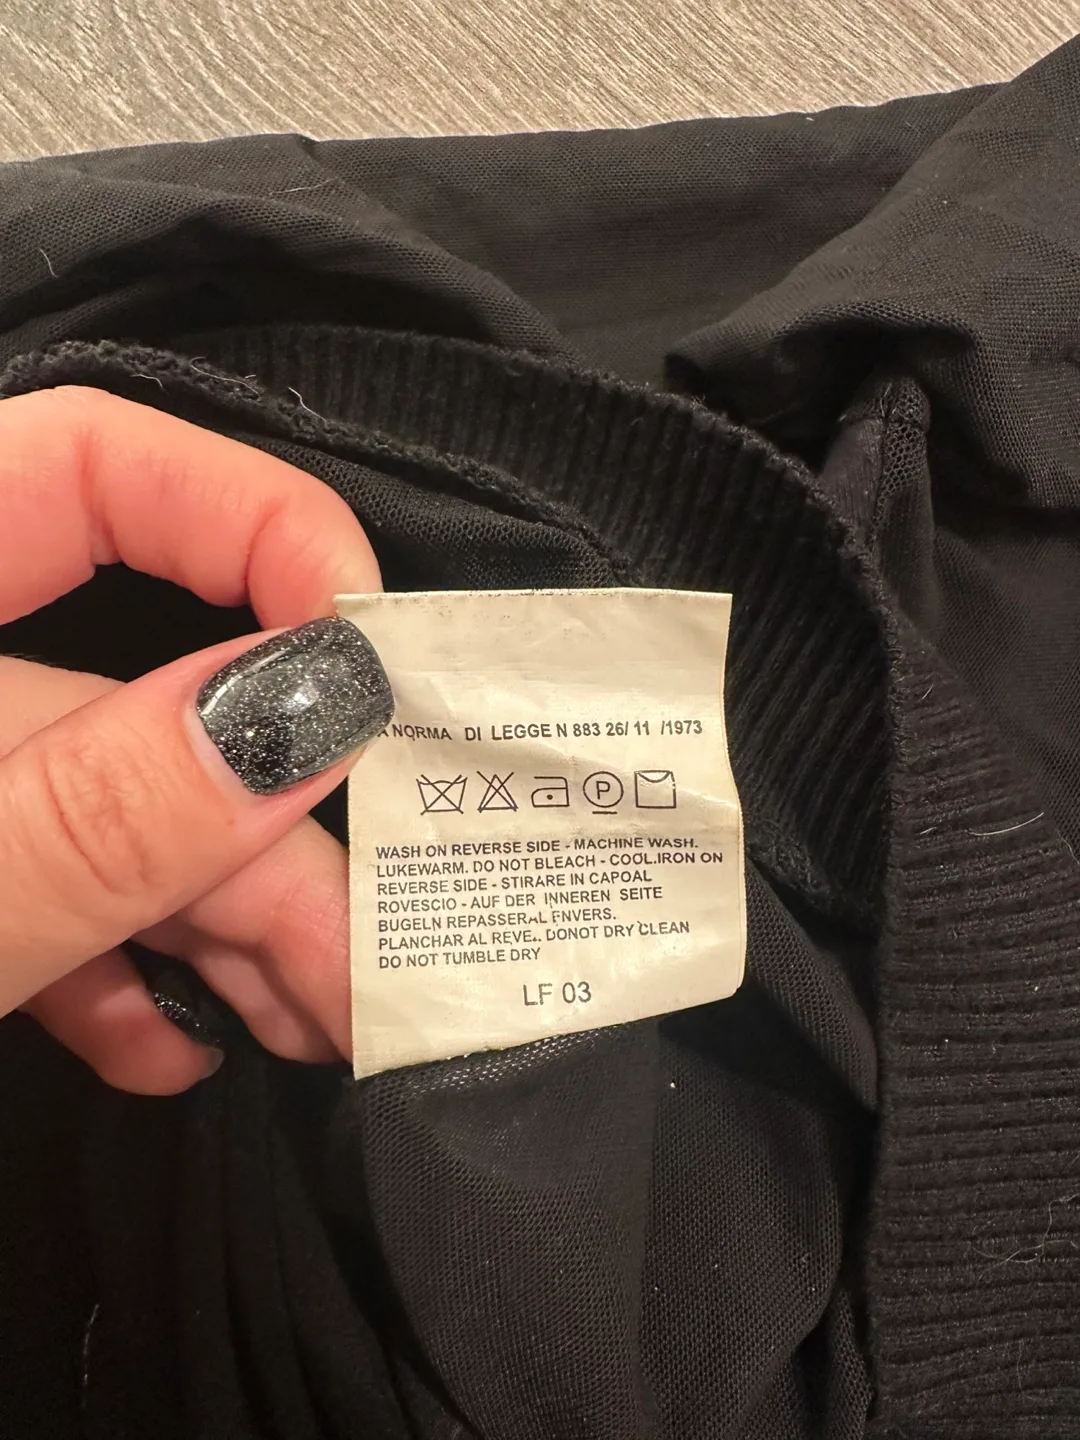 A NORMA DI LEGGE N 883 26/ 11 /1973
P
WASH ON REVERSE SIDE - MACHINE WASH.
LUKEWARM. DO NOT BLEACH - COOL.IRON ON
REVERSE SIDE - STIRARE IN CAPOAL
ROVESCIO - AUF DER INNEREN SEITE
BUGELN REPASSERAL ENVERS.
PLANCHAR AL REVE.. DONOT DRY CLEAN
DO NOT TUMBLE DRY
LF 03